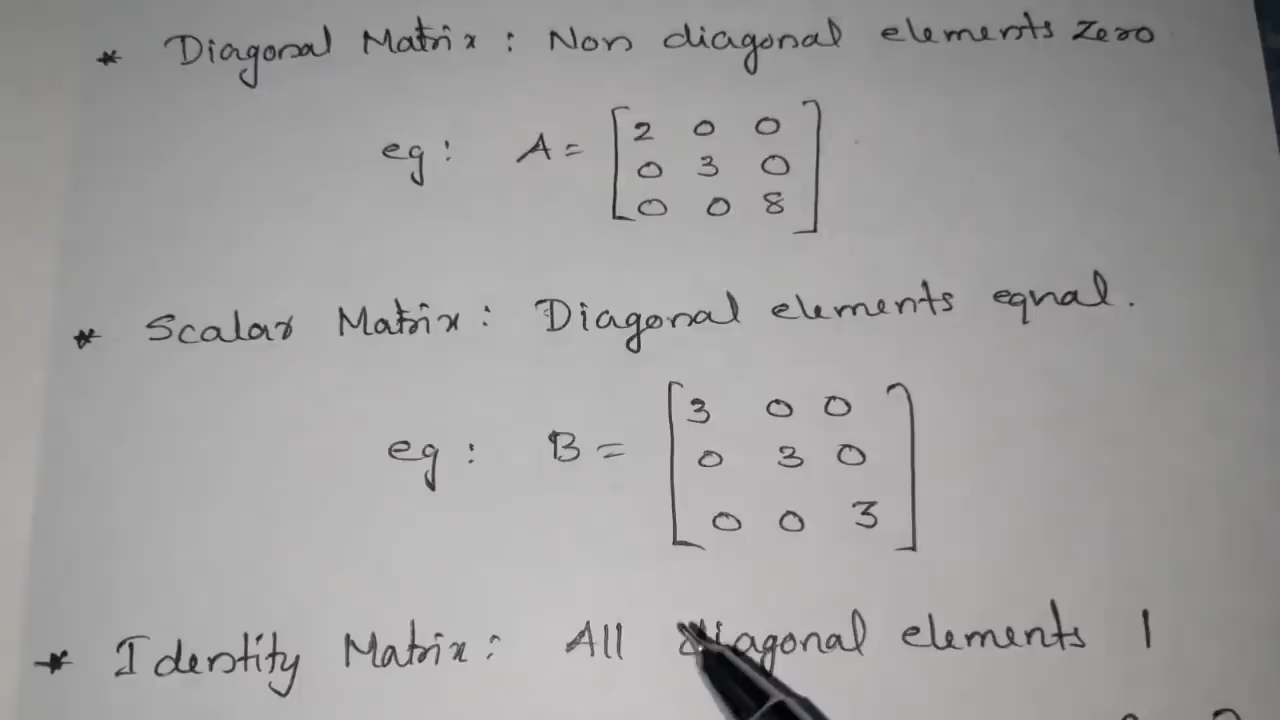 * Diagonal Matrix : Non diagonal elements Zero
eg : A = [2 0 0
0 3 0
0 0 8]
* Scalar Matrix : Diagonal elements equal.
eg : B = [3 0 0
0 3 0
0 0 3]
* Identity Matrix : All diagonal elements 1